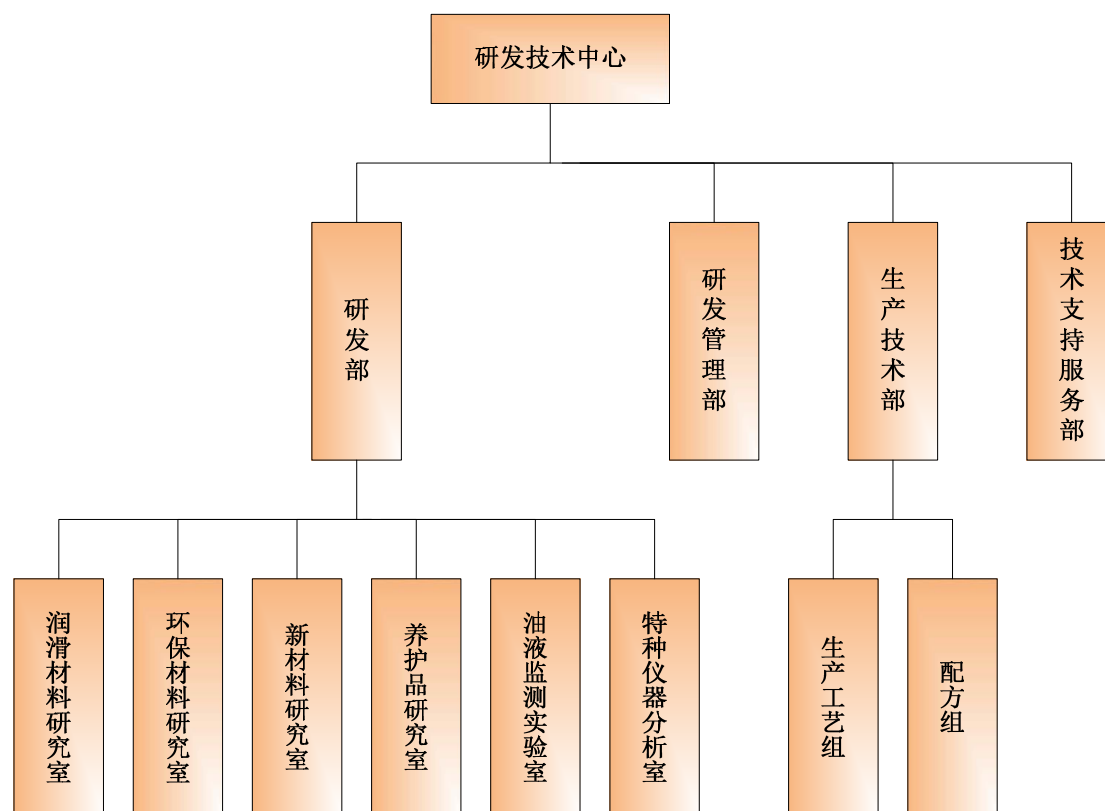 研发技术中心
研发部
研发管理部
生产技术部
技术支持服务部
润滑材料研究室
环保材料研究室
新材料研究室
养护品研究室
油液监测实验室
特种仪器分析室
生产工艺组
配方组